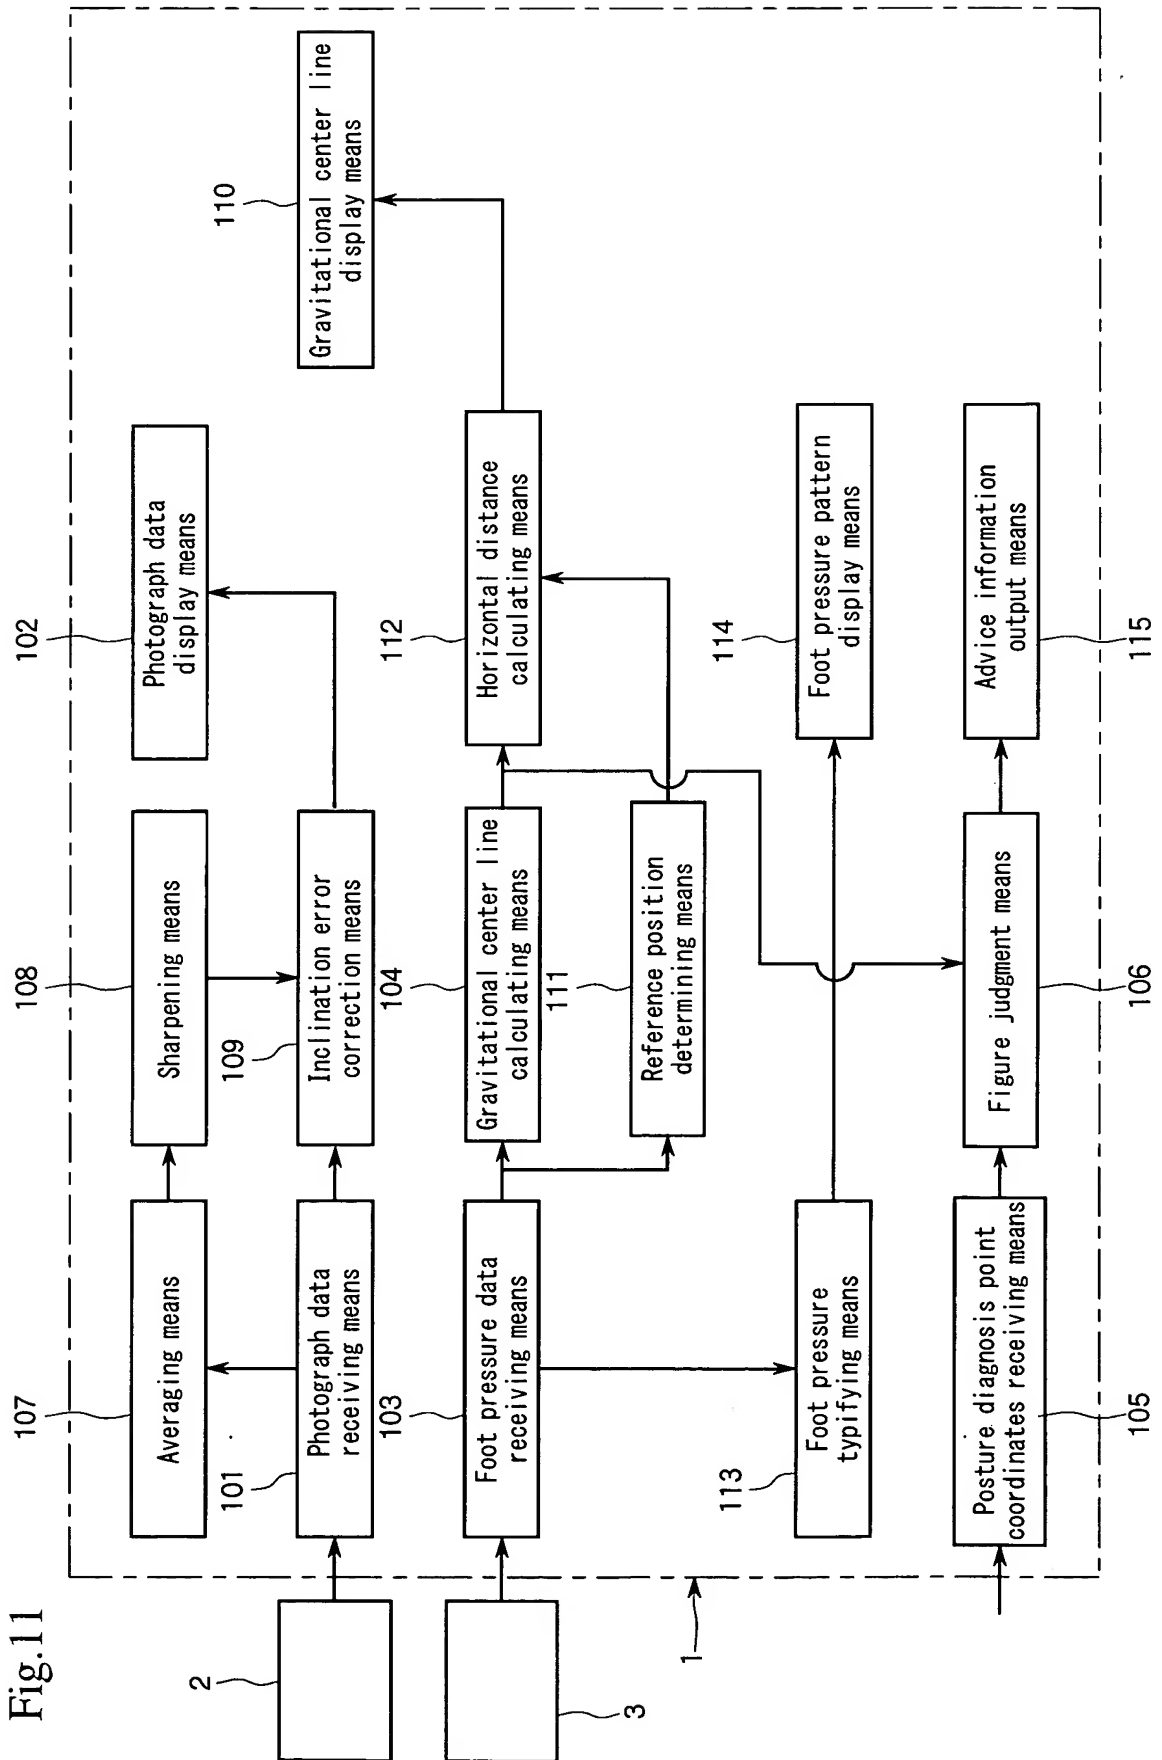 Fig.11
107
Averaging means
108
Sharpening means
102
Photograph data
display means
110
Gravitational center line
display means
2
101
Photograph data
receiving means
109
Inclination error
correction means
3
103
Foot pressure data
receiving means
104
Gravitational center line
calculating means
112
Horizontal distance
calculating means
111
Reference position
determining means
1
113
Foot pressure
typifying means
114
Foot pressure pattern
display means
Posture diagnosis point
coordinates receiving means
105
Figure judgment means
106
Advice information
output means
115